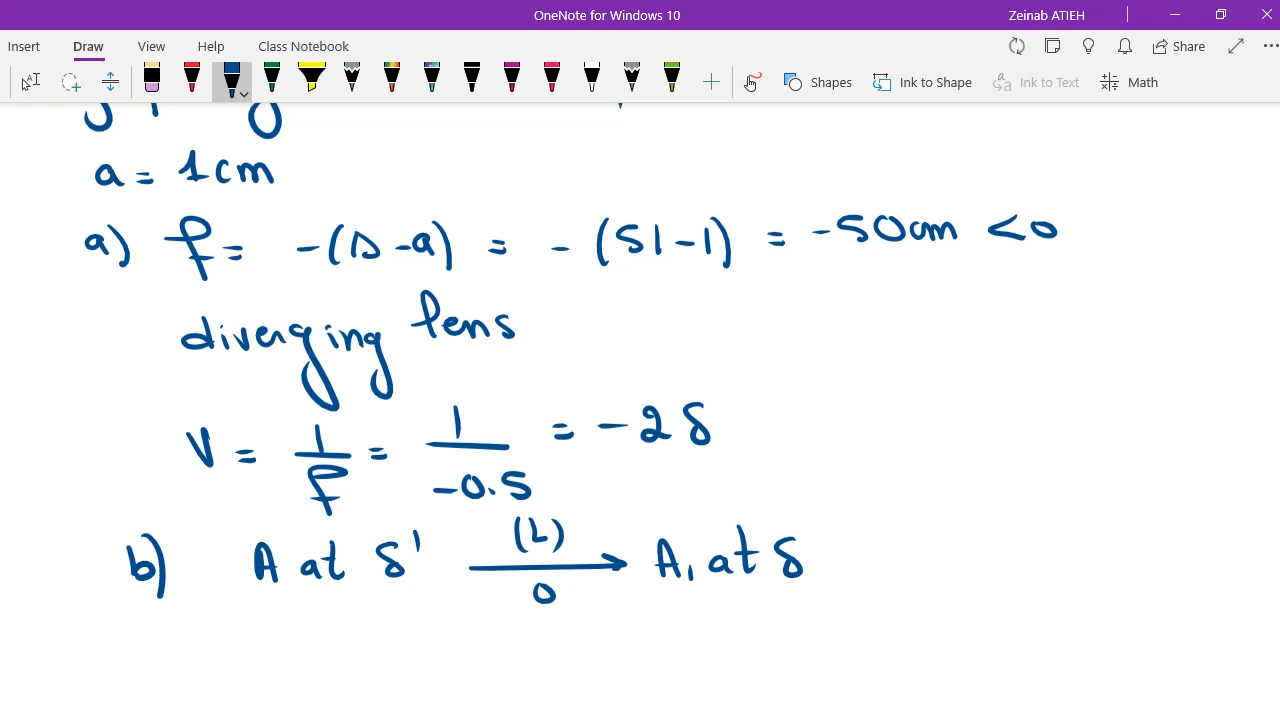 OneNote for Windows 10 Zeinab ATIEH
Insert Draw View Help Class Notebook Share
Shapes Ink to Shape Ink to Text Math
a = 1cm
a) f = -(D-a) = -(51-1) = -50cm <0
diverging lens
V = 1/f = 1/-0.5 = -2δ
b) A at δ' (L) → O A₁ at δ